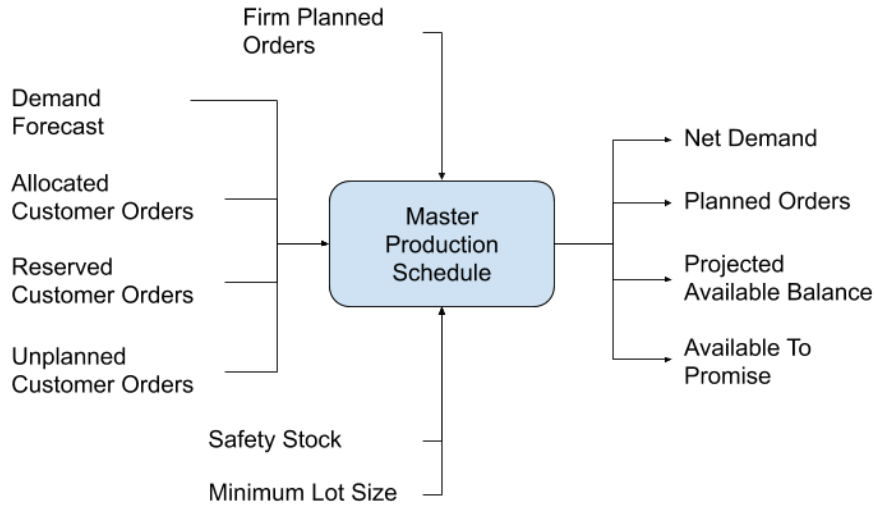 Firm Planned
Orders
Demand
Forecast
Allocated
Customer Orders
Reserved
Customer Orders
Unplanned
Customer Orders
Master
Production
Schedule
Net Demand
Planned Orders
Projected
Available Balance
Available To
Promise
Safety Stock
Minimum Lot Size